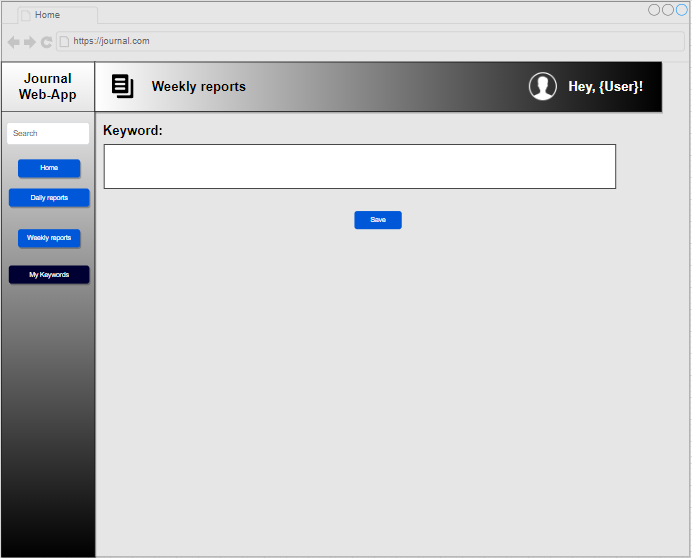 Home
https://journal.com
Journal
Web-App
Weekly reports
Hey, {User}!
Search
Home
Daily reports
Weekly reports
My Keywords
Keyword:
Save